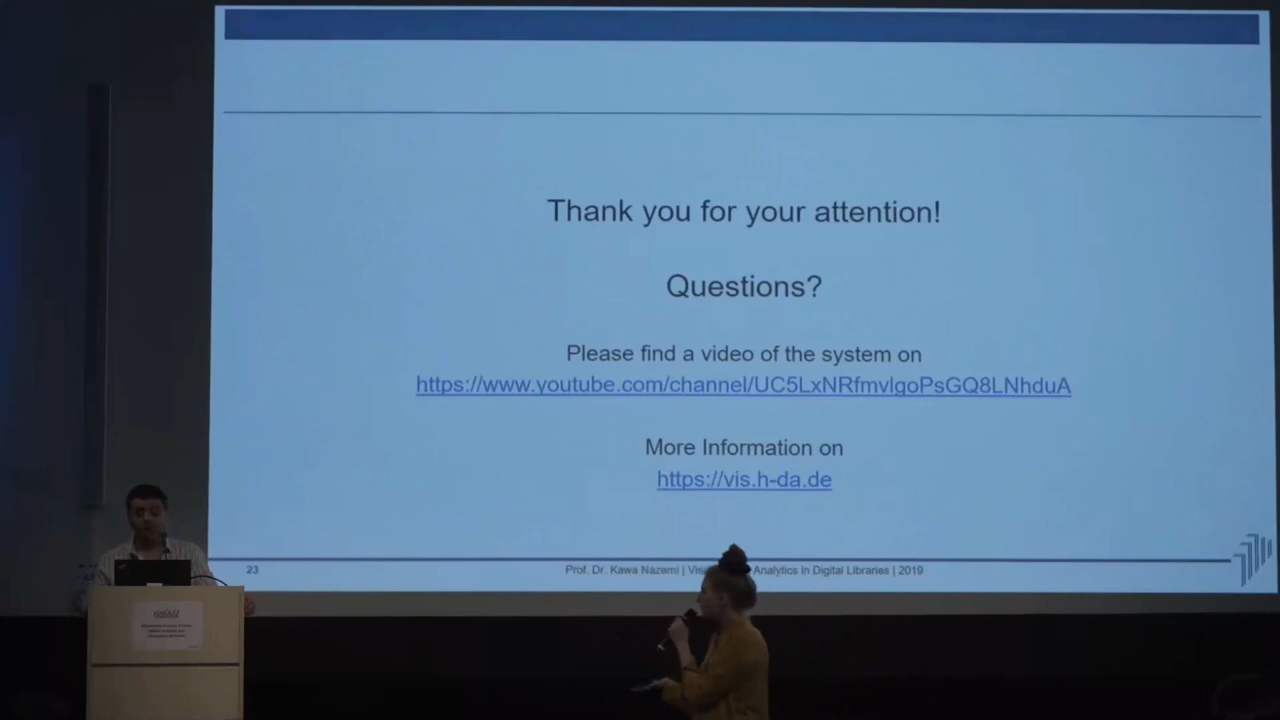 Thank you for your attention!
Questions?
Please find a video of the system on
https://www.youtube.com/channel/UC5LxNRfmvlgoPsGQ8LNhduA
More Information on
https://vis.h-da.de
23
Prof. Dr. Kawa Nazemi | Analytics in Digital Libraries | 2019